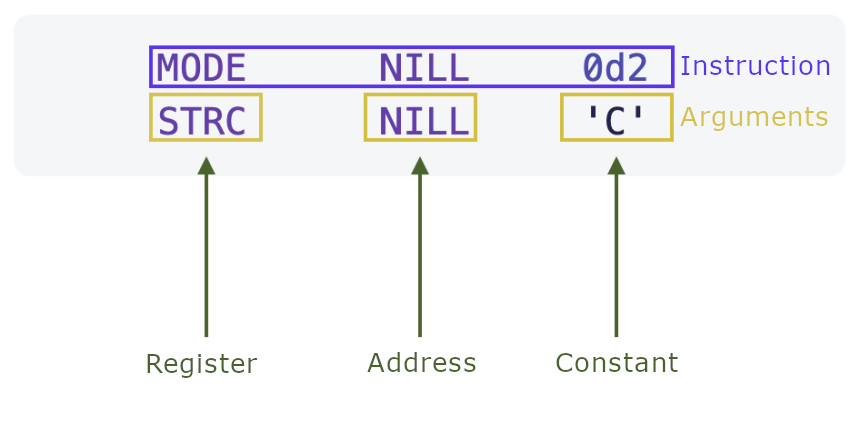 MODE NILL 0d2 Instruction
STRC NILL 'C' Arguments
Register Address Constant